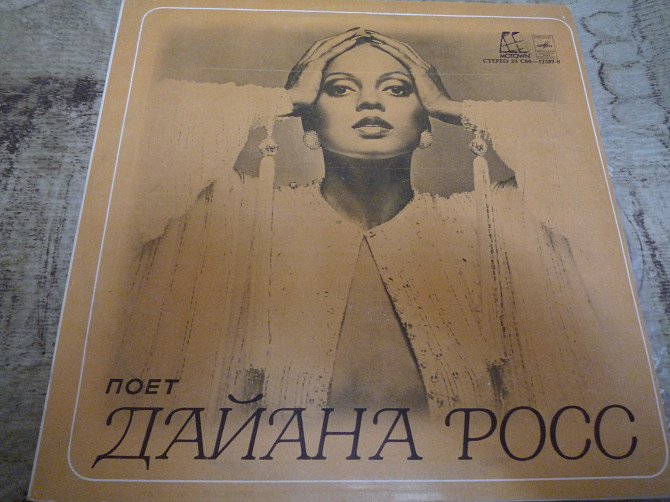 MOTOWN
СТЕРЕО 33 С60—12387-8
ПОЕТ
ДАЙАНА РОСС